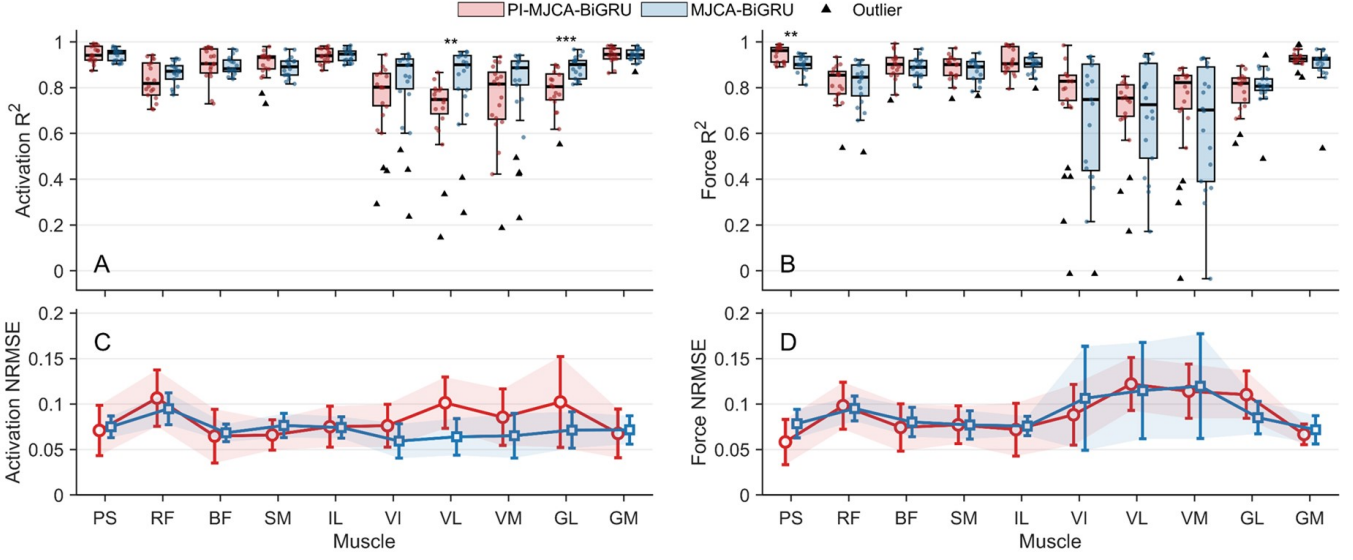 PI-MJCA-BiGRU MJCA-BiGRU Outlier
Activation R²
1
0.8
0.6
0.4
0.2
0
** ***
A
Force R²
1
0.8
0.6
0.4
0.2
0
**
B
Activation NRMSE
0.2
0.15
0.1
0.05
0
C
PS RF BF SM IL VI VL VM GL GM
Muscle
Force NRMSE
0.2
0.15
0.1
0.05
0
D
PS RF BF SM IL VI VL VM GL GM
Muscle